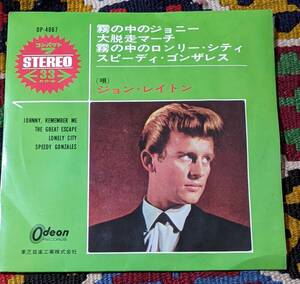 OP-4067
コンパクト
7
STEREO
33
霧の中のジョニー
大脱走マーチ
霧の中のロンリー・シティ
スピーディ・ゴンザレス
(唄)
ジョン・レイトン
JOHNNY, REMEMBER ME
THE GREAT ESCAPE
LONELY CITY
SPEEDY GONZALES
Odeon
RECORDS
東芝音楽工業株式会社